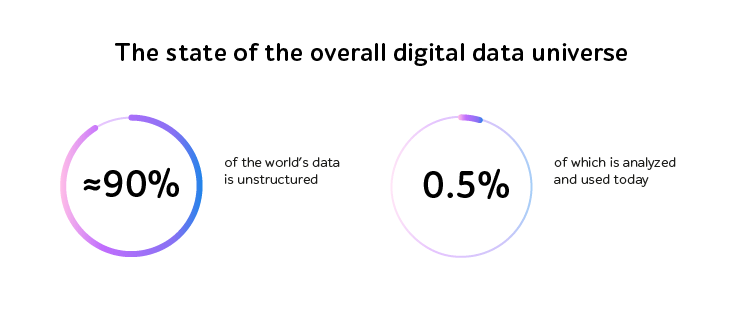 The state of the overall digital data universe
≈90%
of the world's data
is unstructured
0.5%
of which is analyzed
and used today